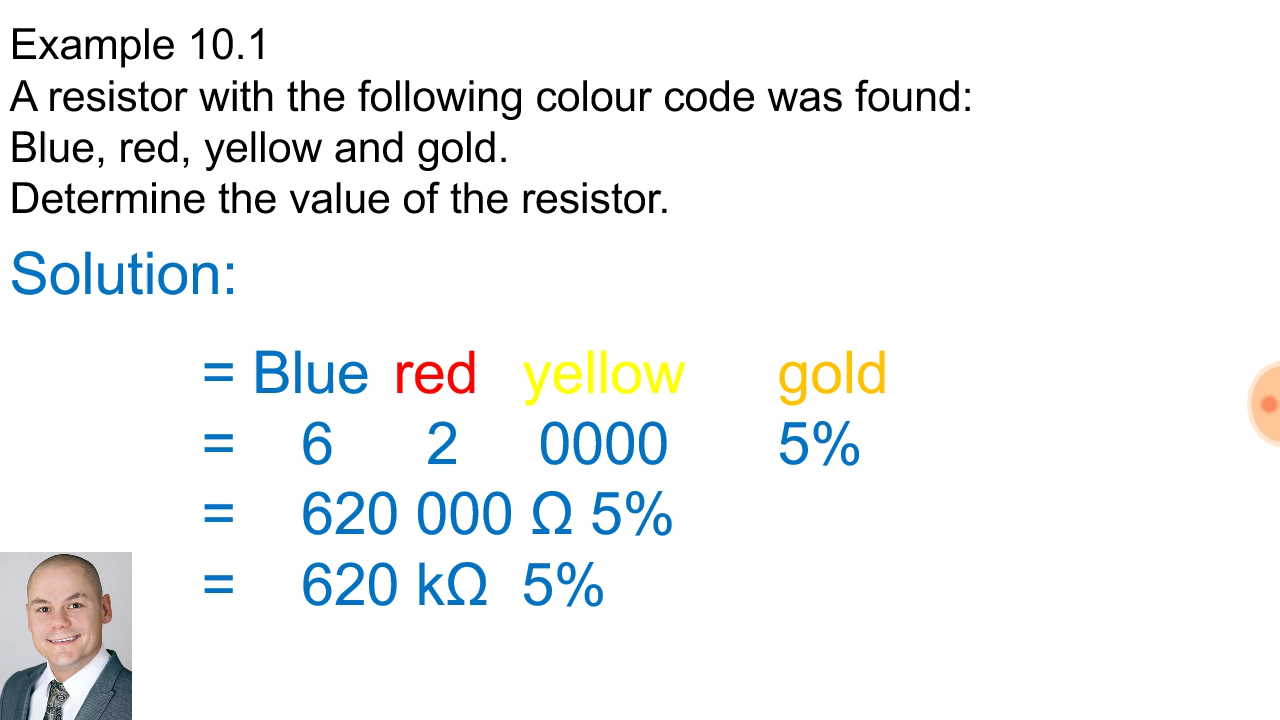 Example 10.1
A resistor with the following colour code was found:
Blue, red, yellow and gold.
Determine the value of the resistor.
Solution:
= Blue red yellow gold
= 6 2 0000 5%
= 620 000 Ω 5%
= 620 kΩ 5%